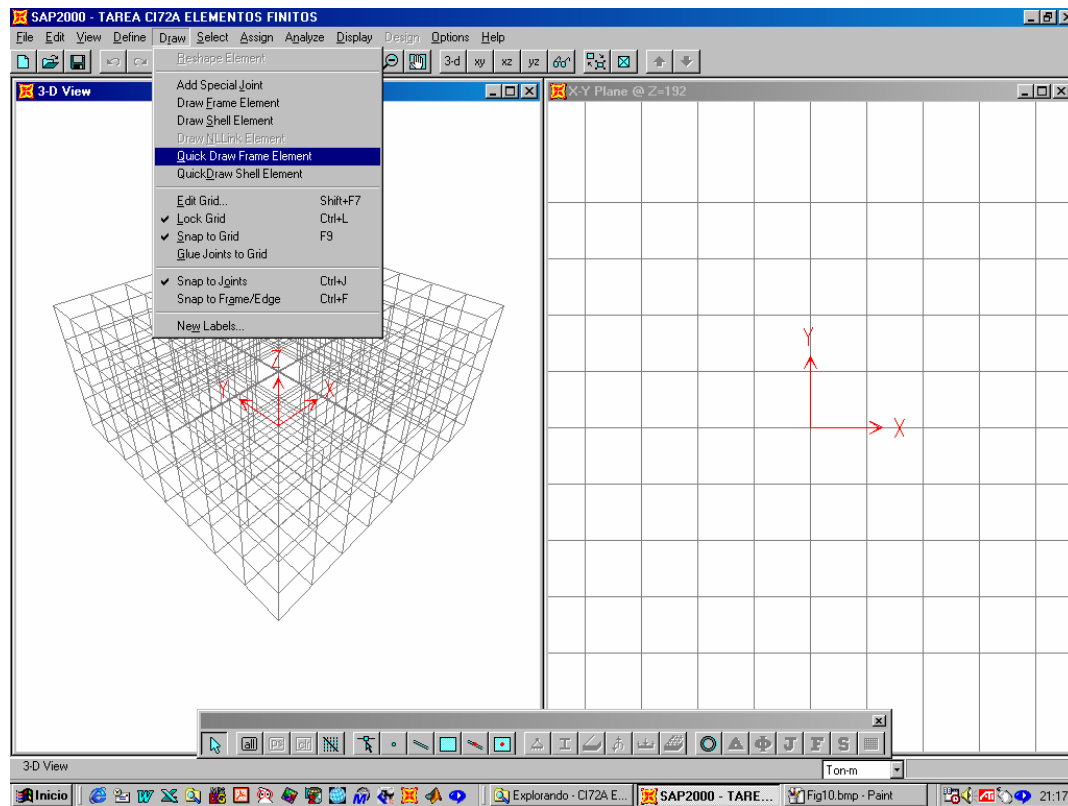 SAP2000 - TAREA CI72A ELEMENTOS FINITOS
File Edit View Define Draw Select Assign Analyze Display Design Options Help
3-d xy xz yz
Reshape Element
Add Special Joint
Draw Frame Element
Draw Shell Element
Draw NLLink Element
Quick Draw Frame Element
QuickDraw Shell Element
Edit Grid... Shift+F7
Lock Grid Ctrl+L
Snap to Grid F9
Glue Joints to Grid
Snap to Joints Ctrl+J
Snap to Frame/Edge Ctrl+F
New Labels...
3-D View
Z
Y X
X-Y Plane @ Z=192
Y
X
all ps clr
J F S
3-D View
Ton-m
Inicio
Explorando - CI72A E...
SAP2000 - TARE...
Fig10.bmp - Paint
21:17